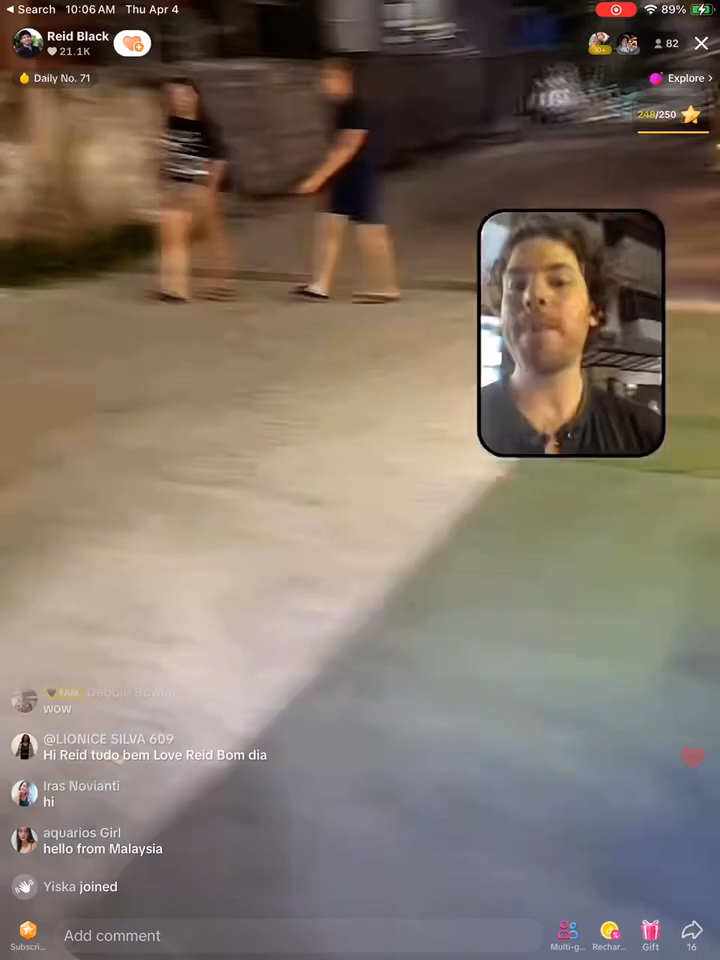 Search 10:06 AM Thu Apr 4
89%
Reid Black
21.1K
10+
82
Daily No. 71
Explore
248/250
FAM Debbie Bowler
wow
@LIONICE SILVA 609
Hi Reid tudo bem Love Reid Bom dia
Iras Novianti
hi
aquarios Girl
hello from Malaysia
Yiska joined
Add comment
Subscri...
Multi-g...
Rechar...
Gift
16